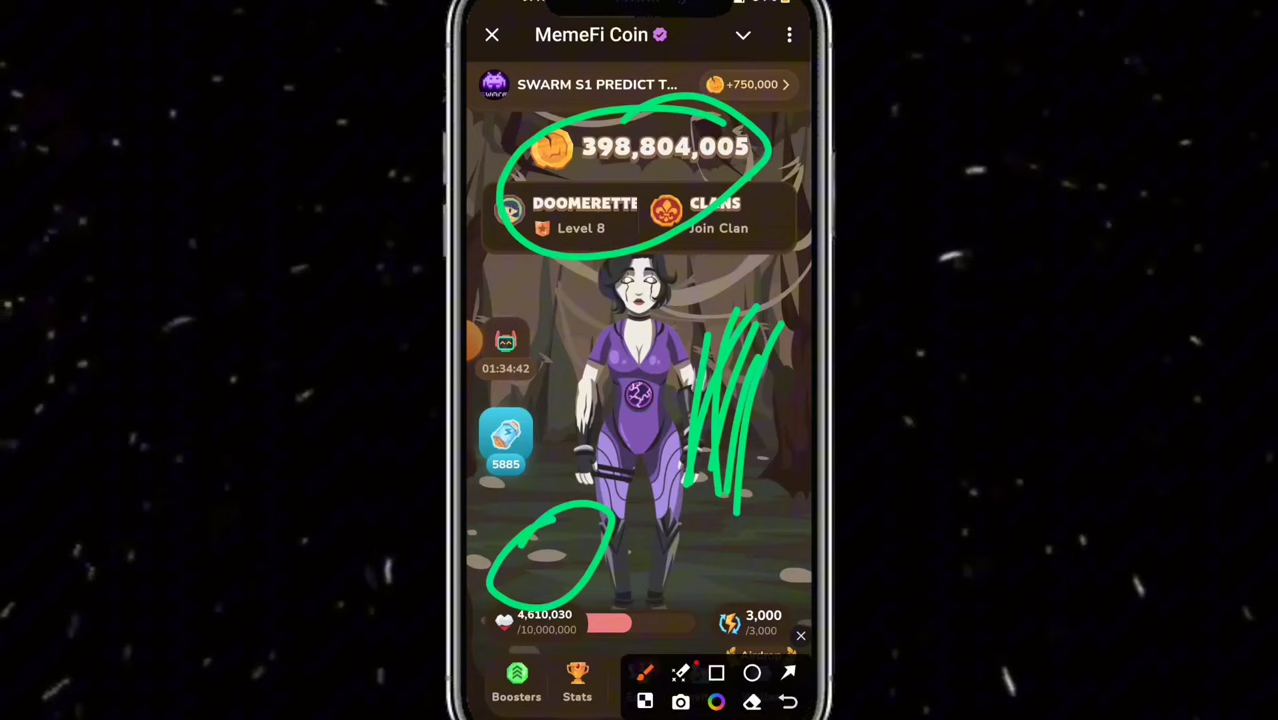 MemeFi Coin
SWARM S1 PREDICT T... +750,000
398,804,005
DOOMERETTE CLANS
Level 8 Join Clan
01:34:42
5885
4,610,030 3,000
/10,000,000 /3,000
Airdrop
Boosters Stats